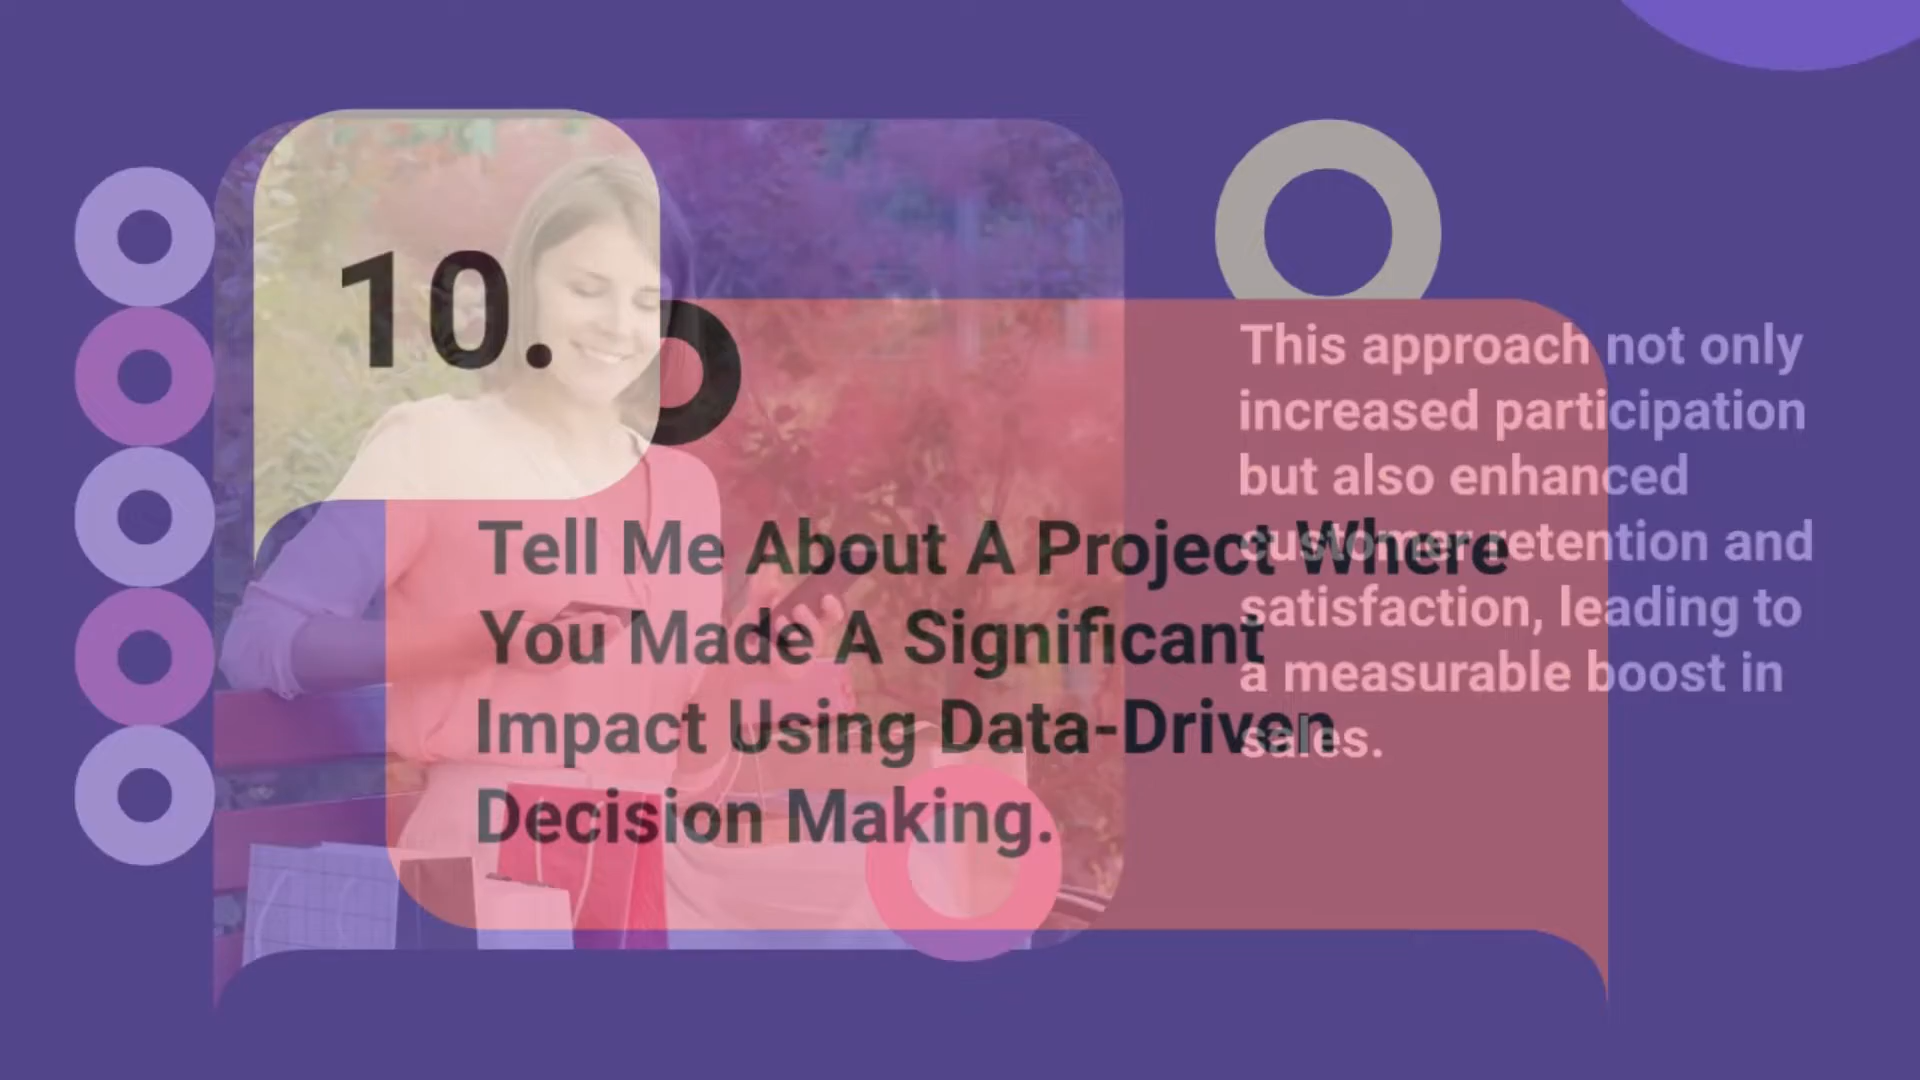 10.
Tell Me About A Project Where
You Made A Significant
Impact Using Data-Driven
Decision Making.
This approach not only
increased participation
but also enhanced
customer retention and
satisfaction, leading to
a measurable boost in
sales.